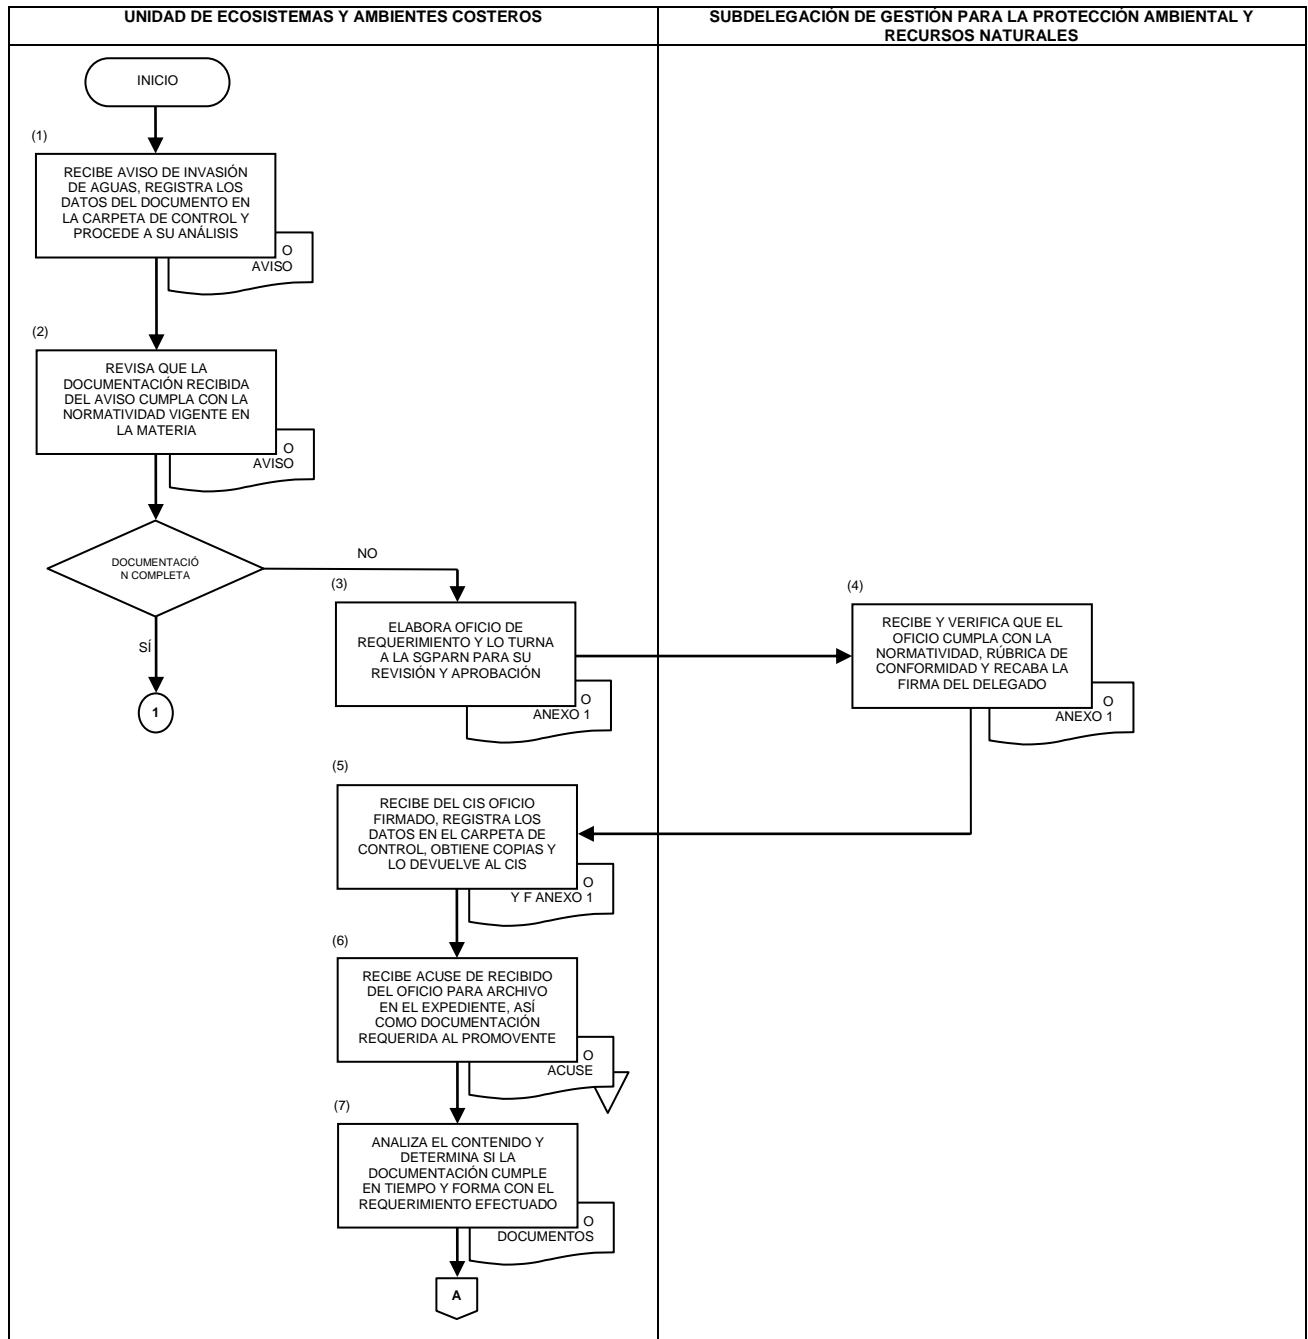 UNIDAD DE ECOSISTEMAS Y AMBIENTES COSTEROS
SUBDELEGACIÓN DE GESTIÓN PARA LA PROTECCIÓN AMBIENTAL Y
RECURSOS NATURALES
INICIO
(1)
RECIBE AVISO DE INVASIÓN
DE AGUAS, REGISTRA LOS
DATOS DEL DOCUMENTO EN
LA CARPETA DE CONTROL Y
PROCEDE A SU ANÁLISIS
O
AVISO
(2)
REVISA QUE LA
DOCUMENTACIÓN RECIBIDA
DEL AVISO CUMPLA CON LA
NORMATIVIDAD VIGENTE EN
LA MATERIA
O
AVISO
DOCUMENTACIÓ
N COMPLETA
NO
SÍ
1
(3)
ELABORA OFICIO DE
REQUERIMIENTO Y LO TURNA
A LA SGPARN PARA SU
REVISIÓN Y APROBACIÓN
O
ANEXO 1
(4)
RECIBE Y VERIFICA QUE EL
OFICIO CUMPLA CON LA
NORMATIVIDAD, RÚBRICA DE
CONFORMIDAD Y RECABA LA
FIRMA DEL DELEGADO
O
ANEXO 1
(5)
RECIBE DEL CIS OFICIO
FIRMADO, REGISTRA LOS
DATOS EN EL CARPETA DE
CONTROL, OBTIENE COPIAS Y
LO DEVUELVE AL CIS
O
Y F ANEXO 1
(6)
RECIBE ACUSE DE RECIBIDO
DEL OFICIO PARA ARCHIVO
EN EL EXPEDIENTE, ASÍ
COMO DOCUMENTACIÓN
REQUERIDA AL PROMOVENTE
O
ACUSE
(7)
ANALIZA EL CONTENIDO Y
DETERMINA SI LA
DOCUMENTACIÓN CUMPLE
EN TIEMPO Y FORMA CON EL
REQUERIMIENTO EFECTUADO
O
DOCUMENTOS
A